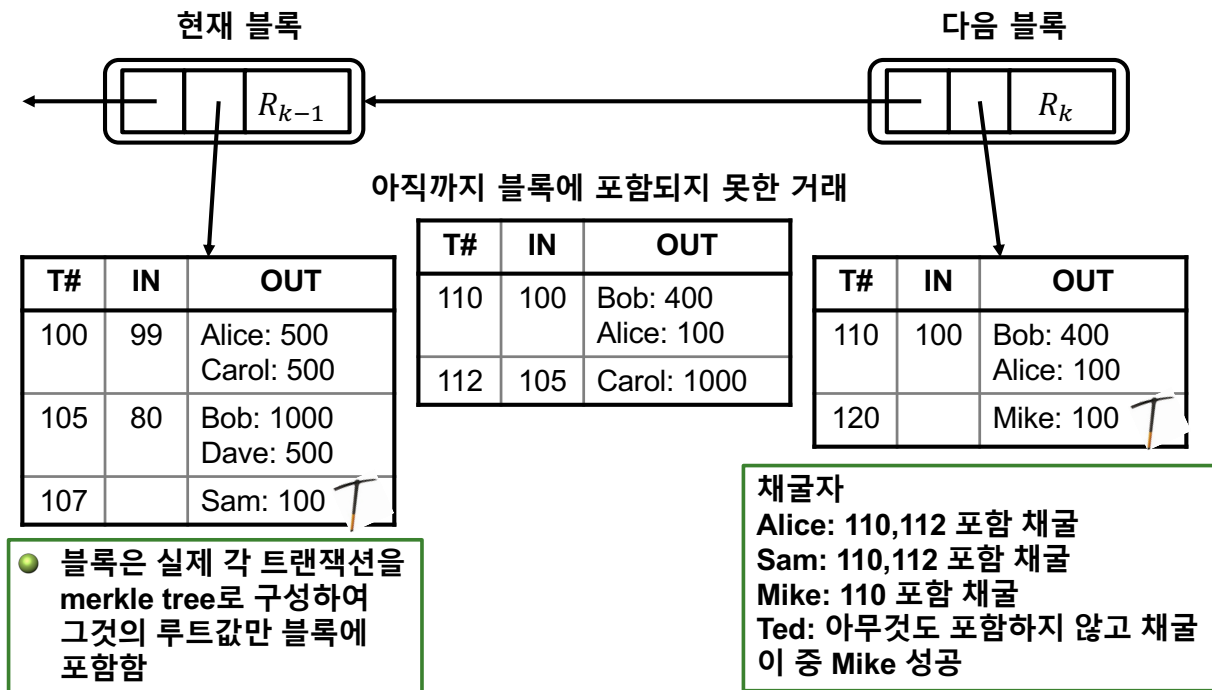 현재 블록
다음 블록
R_{k-1}
R_k
아직까지 블록에 포함되지 못한 거래
T# IN OUT
100 99 Alice: 500
Carol: 500
105 80 Bob: 1000
Dave: 500
107 Sam: 100
T# IN OUT
110 100 Bob: 400
Alice: 100
112 105 Carol: 1000
T# IN OUT
110 100 Bob: 400
Alice: 100
120 Mike: 100
블록은 실제 각 트랜잭션을
merkle tree로 구성하여
그것의 루트값만 블록에
포함함
채굴자
Alice: 110,112 포함 채굴
Sam: 110,112 포함 채굴
Mike: 110 포함 채굴
Ted: 아무것도 포함하지 않고 채굴
이 중 Mike 성공